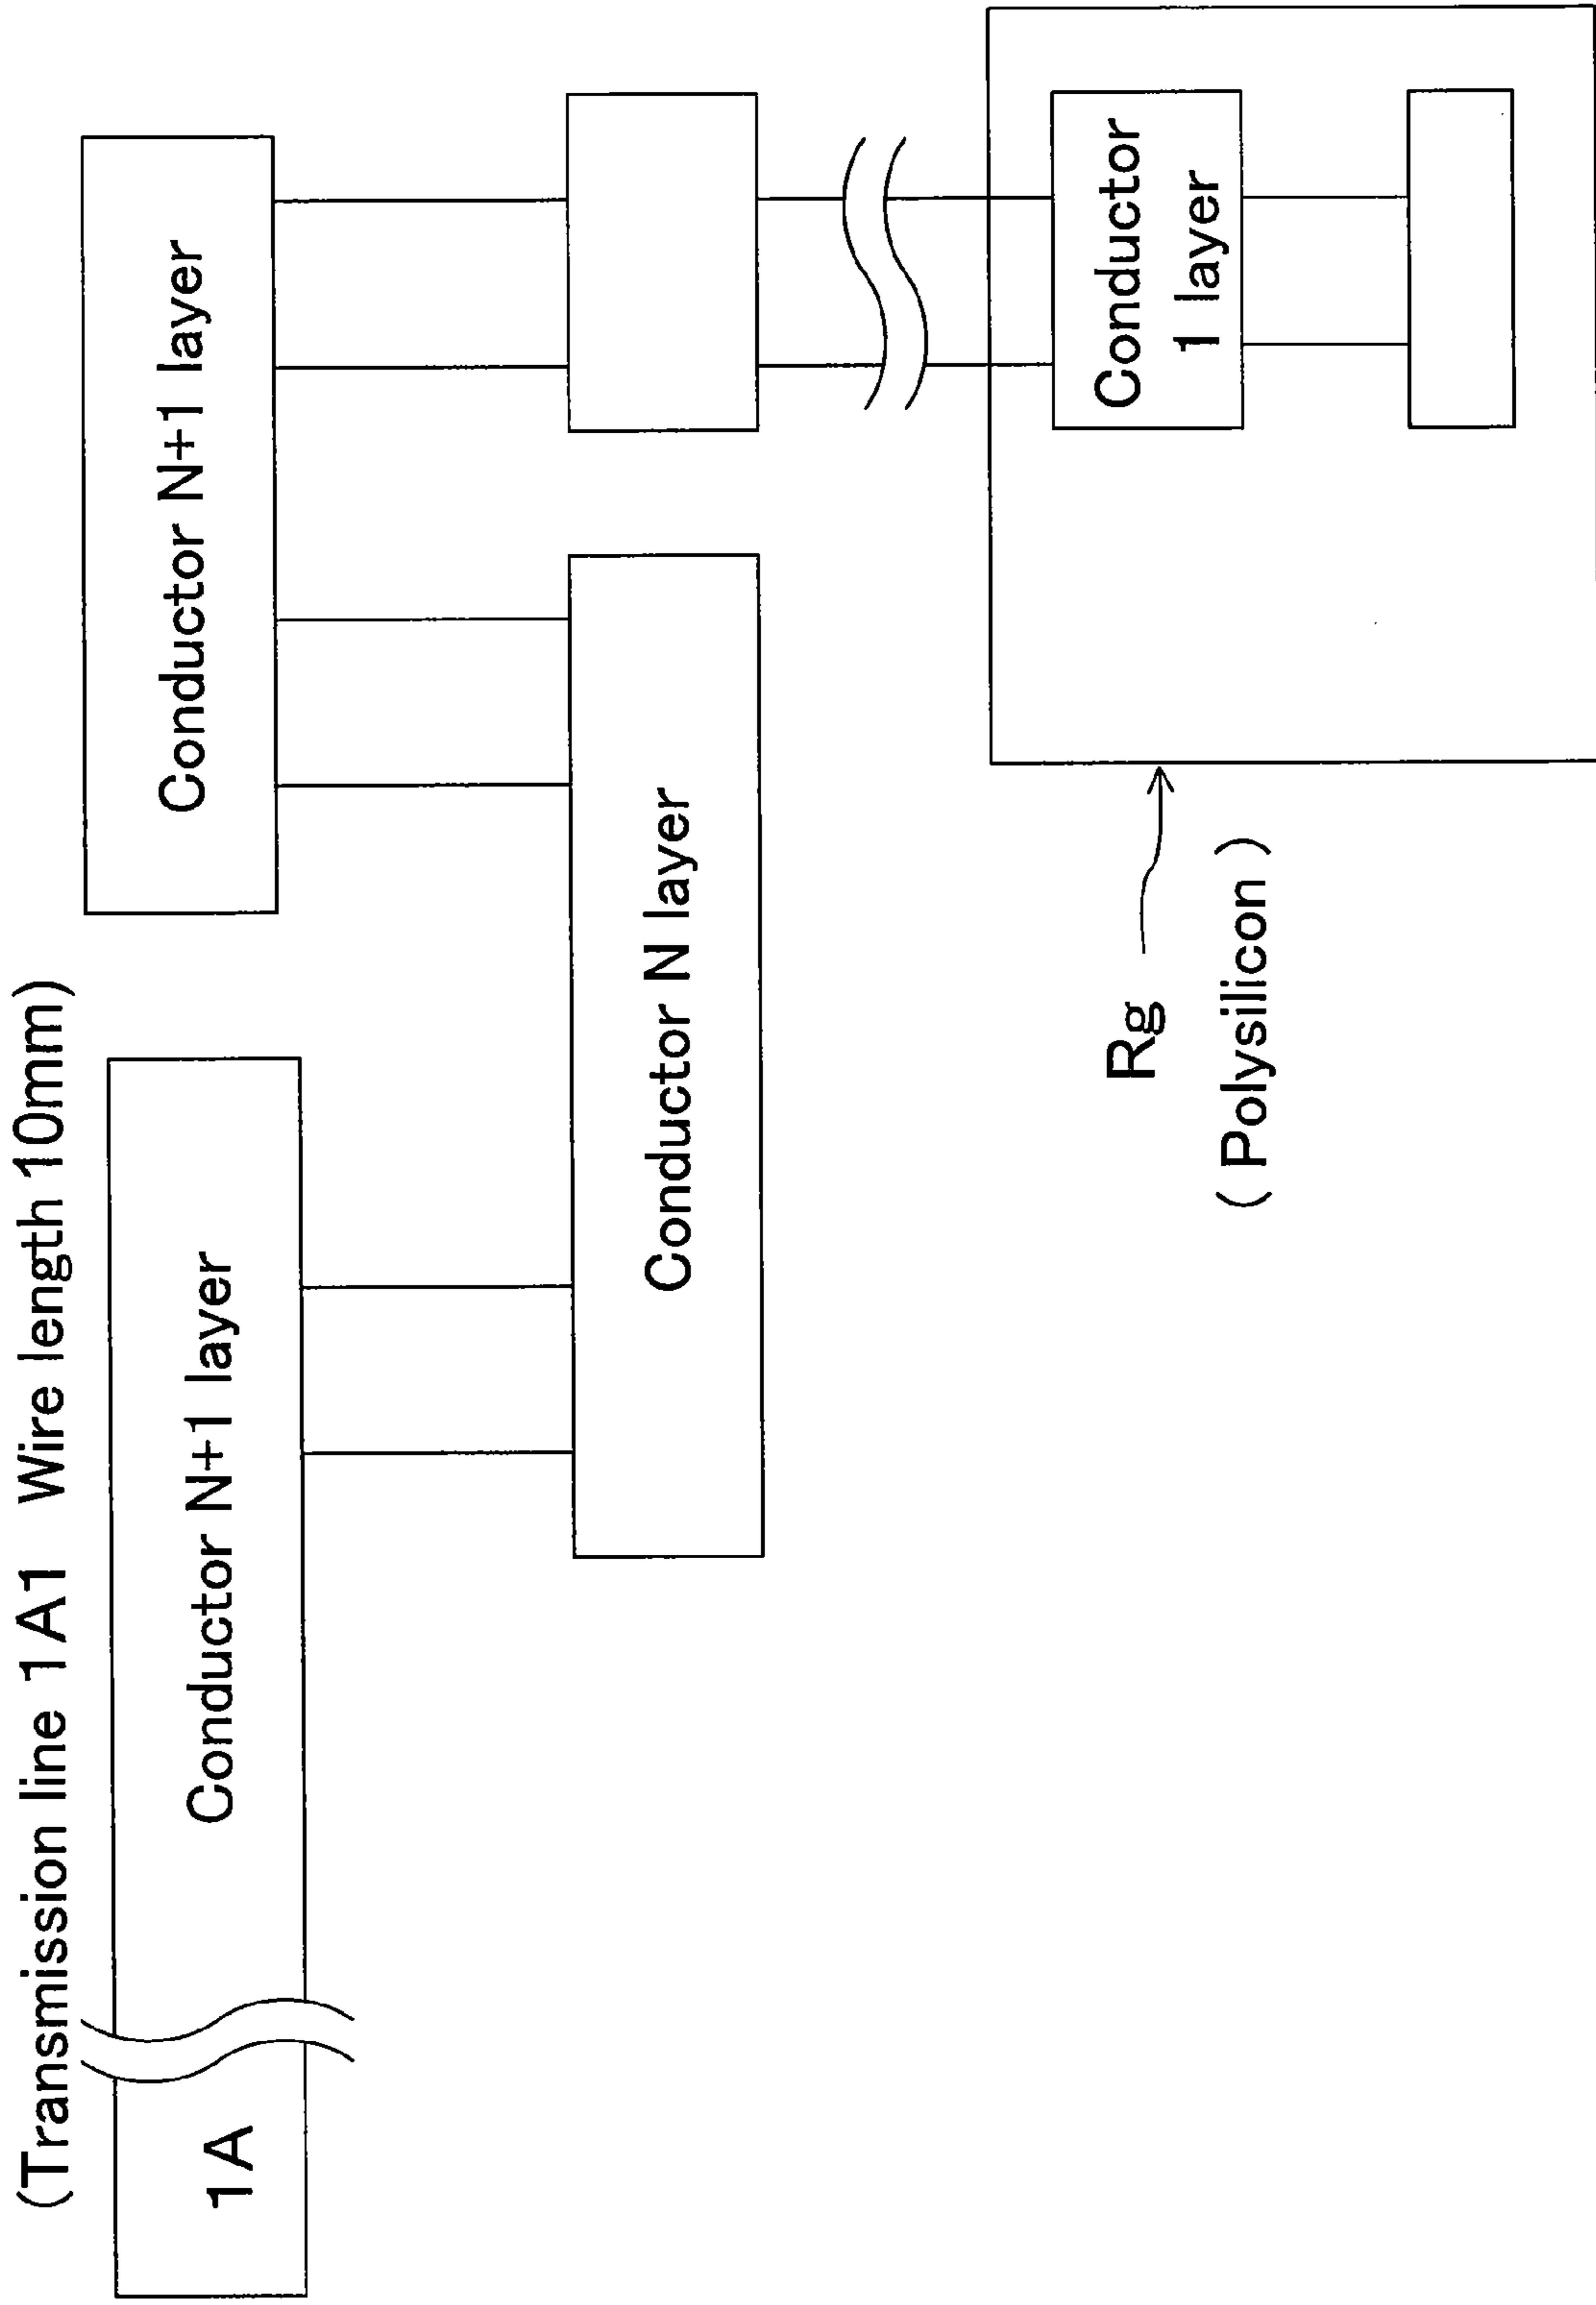 (Transmission line 1A1 Wire length 10mm)
1A
Conductor N+1 layer
Conductor N+1 layer
Conductor N layer
Conductor
1 layer
Rg
( Polysilicon )